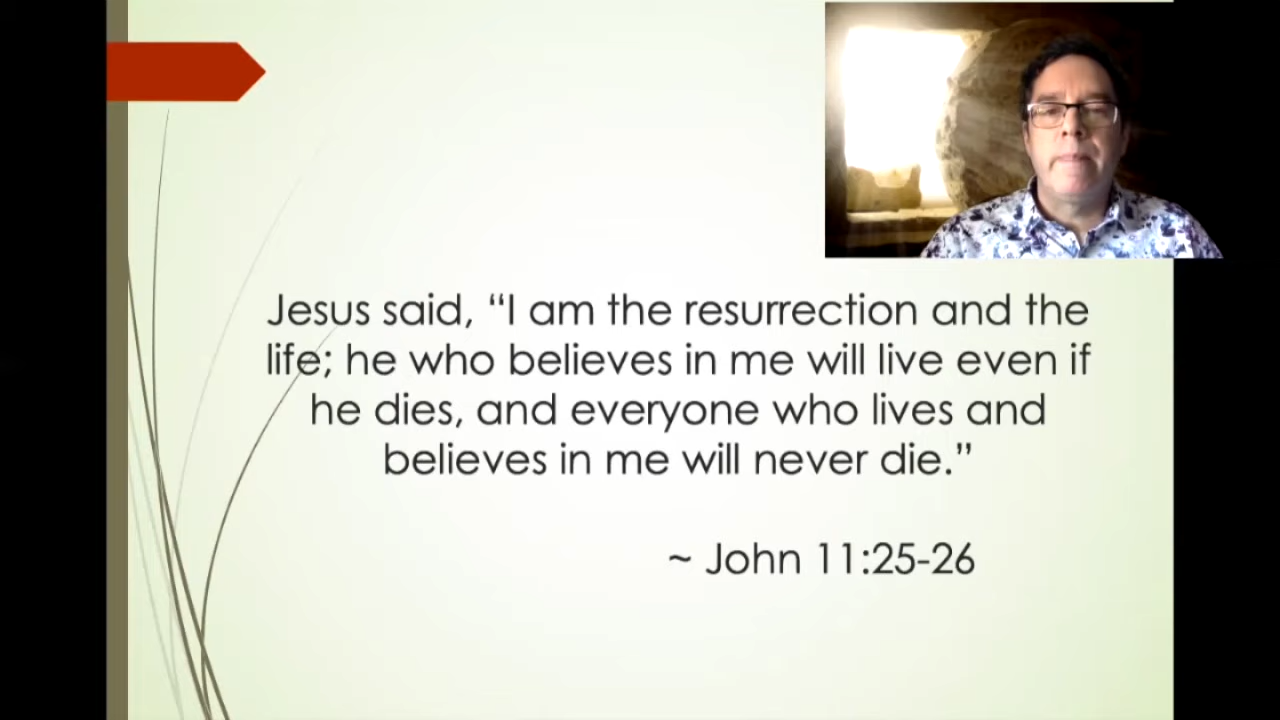 Jesus said, “I am the resurrection and the
life; he who believes in me will live even if
he dies, and everyone who lives and
believes in me will never die.”
~ John 11:25-26